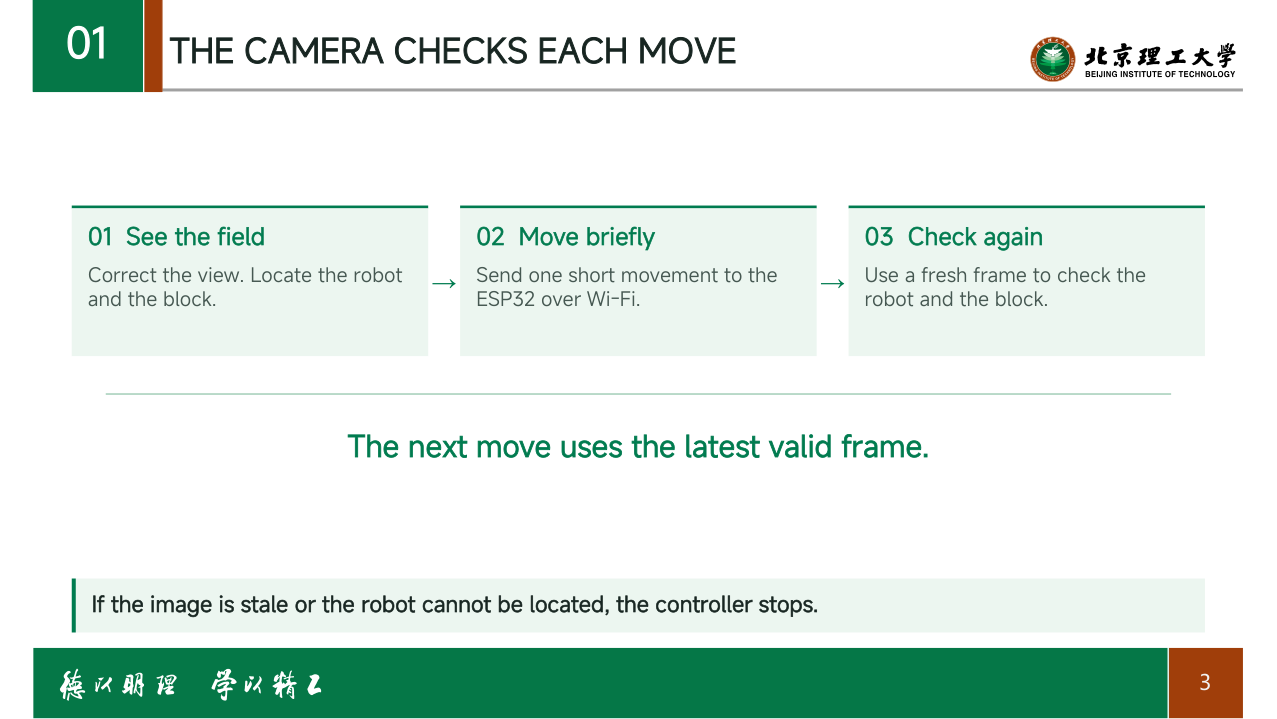 01
THE CAMERA CHECKS EACH MOVE
北京理工大学
BEIJING INSTITUTE OF TECHNOLOGY
01 See the field
Correct the view. Locate the robot
and the block.
→
02 Move briefly
Send one short movement to the
ESP32 over Wi-Fi.
→
03 Check again
Use a fresh frame to check the
robot and the block.
The next move uses the latest valid frame.
If the image is stale or the robot cannot be located, the controller stops.
德以明理 学以精工
3